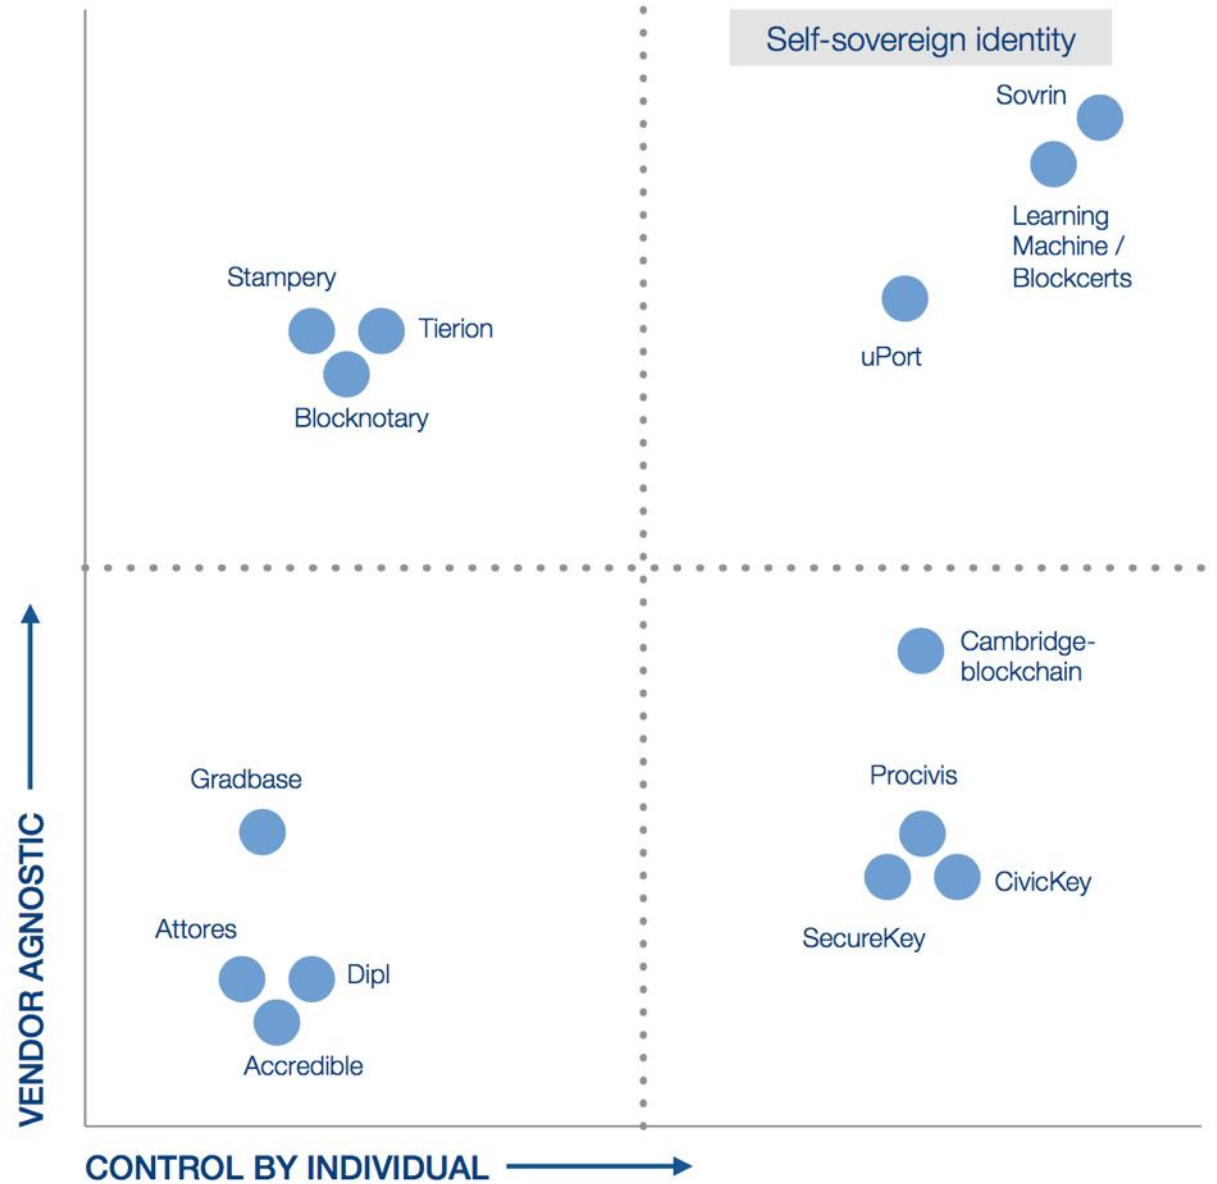 Self-sovereign identity
Sovrin
Learning
Machine /
Blockcerts
uPort
Stampery
Tierion
Blocknotary
Cambridge-
blockchain
Procivis
CivicKey
SecureKey
Gradbase
Attores
Dipl
Accredible
VENDOR AGNOSTIC
CONTROL BY INDIVIDUAL